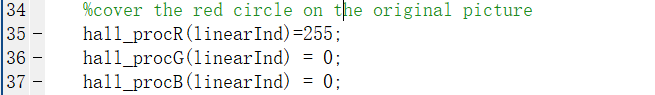 34 %cover the red circle on the original picture
35 – hall_procR(linearInd)=255;
36 – hall_procG(linearInd) = 0;
37 – hall_procB(linearInd) = 0;